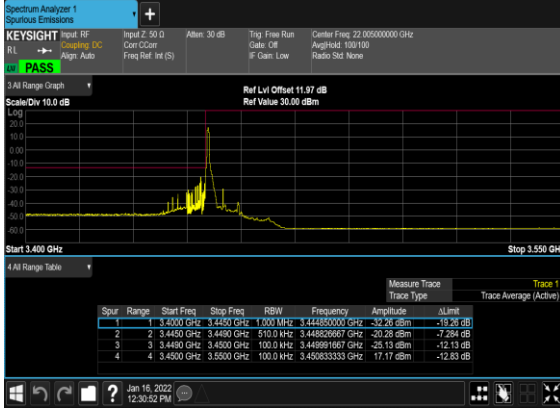 Spectrum Analyzer 1
Spurious Emissions
KEYSIGHT Input: RF Input Z: 50 Ω Atten: 30 dB Trig: Free Run Center Freq: 22.005000000 GHz
RL Coupling: DC Corr CCorr Gate: Off Avg|Hold: 100/100
Align: Auto Freq Ref: Int (S) IF Gain: Low Radio Std: None
LXI PASS
3 All Range Graph
Ref Lvl Offset 11.97 dB
Scale/Div 10.0 dB Ref Value 30.00 dBm
Log
20.0
10.0
0.00
-10.0
-20.0
-30.0
-40.0
-50.0
-60.0
Start 3.400 GHz Stop 3.550 GH
4 All Range Table
Measure Trace Trace 1
Trace Type Trace Average (Active)
Spur Range Start Freq Stop Freq RBW Frequency Amplitude ΔLimit
1 1 3.4000 GHz 3.4450 GHz 1.000 MHz 3.444850000 GHz -32.26 dBm -19.26 dB
2 2 3.4450 GHz 3.4490 GHz 510.0 kHz 3.448826667 GHz -20.28 dBm -7.284 dB
3 3 3.4490 GHz 3.4500 GHz 100.0 kHz 3.449991667 GHz -25.13 dBm -12.13 dB
4 4 3.4500 GHz 3.5500 GHz 100.0 kHz 3.450833333 GHz 17.17 dBm -12.83 dB
Jan 16, 2022
12:30:52 PM